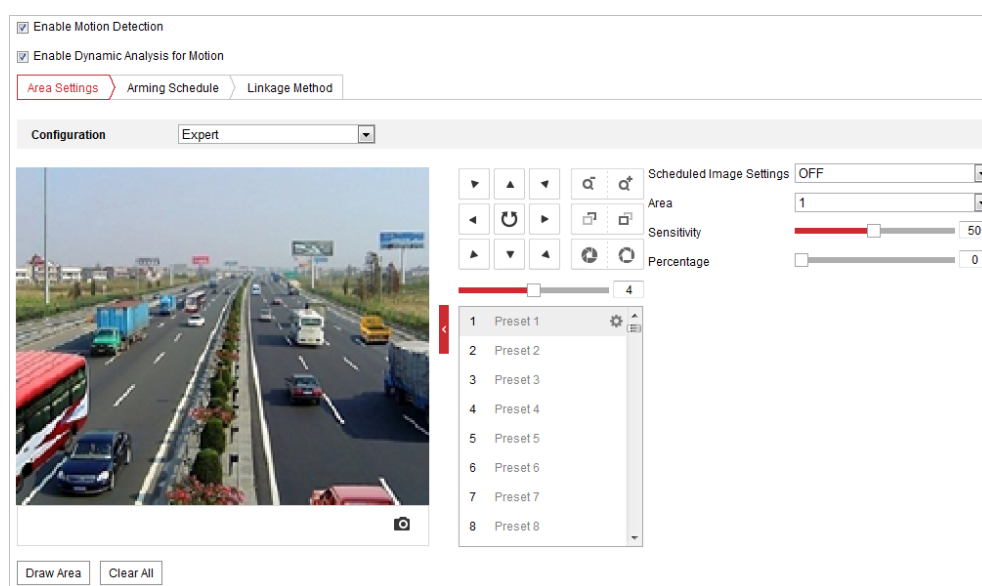 Enable Motion Detection
Enable Dynamic Analysis for Motion
Area Settings
Arming Schedule
Linkage Method
Configuration
Expert
Scheduled Image Settings
OFF
Area
1
Sensitivity
50
Percentage
0
4
1 Preset 1
2 Preset 2
3 Preset 3
4 Preset 4
5 Preset 5
6 Preset 6
7 Preset 7
8 Preset 8
Draw Area
Clear All